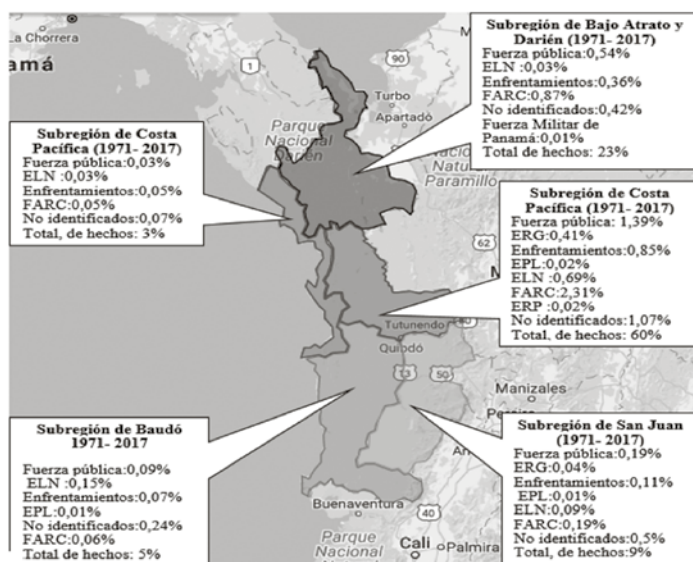 La Chorrera
amá
1
90
Turbo
Apartadó
Parque
Nacional
Darién
Natur
Paramillo
62
Subregión de Bajo Atrato y
Darién (1971- 2017)
Fuerza pública:0,54%
ELN :0,03%
Enfrentamientos:0,36%
FARC:0,87%
No identificados:0,42%
Fuerza Militar de
Panamá:0,01%
Total de hechos: 23%
Subregión de Costa
Pacífica (1971- 2017)
Fuerza pública:0,03%
ELN :0,03%
Enfrentamientos:0,05%
FARC:0,05%
No identificados:0,07%
Total, de hechos: 3%
Subregión de Costa
Pacífica (1971- 2017)
Fuerza pública: 1,39%
ERG:0,41%
Enfrentamientos:0,85%
EPL:0,02%
ELN:0,69%
FARC:2,31%
ERP :0,02%
No identificados:1,07%
Total, de hechos: 60%
Tutunendo
Quibdó
13
50
Manizales
Subregión de Baudó
1971- 2017
Fuerza pública:0,09%
ELN :0,15%
Enfrentamientos:0,07%
EPL:0,01%
No identificados:0,24%
FARC:0,06%
Total de hechos: 5%
Subregión de San Juan
(1971- 2017)
Fuerza pública:0,19%
ERG:0,04%
Enfrentamientos:0,11%
EPL:0,01%
ELN:0,09%
FARC:0,19%
No identificados:0,5%
Total, de hechos:9%
Buenaventura
40
Parque
Nacional
Cali
Palmira